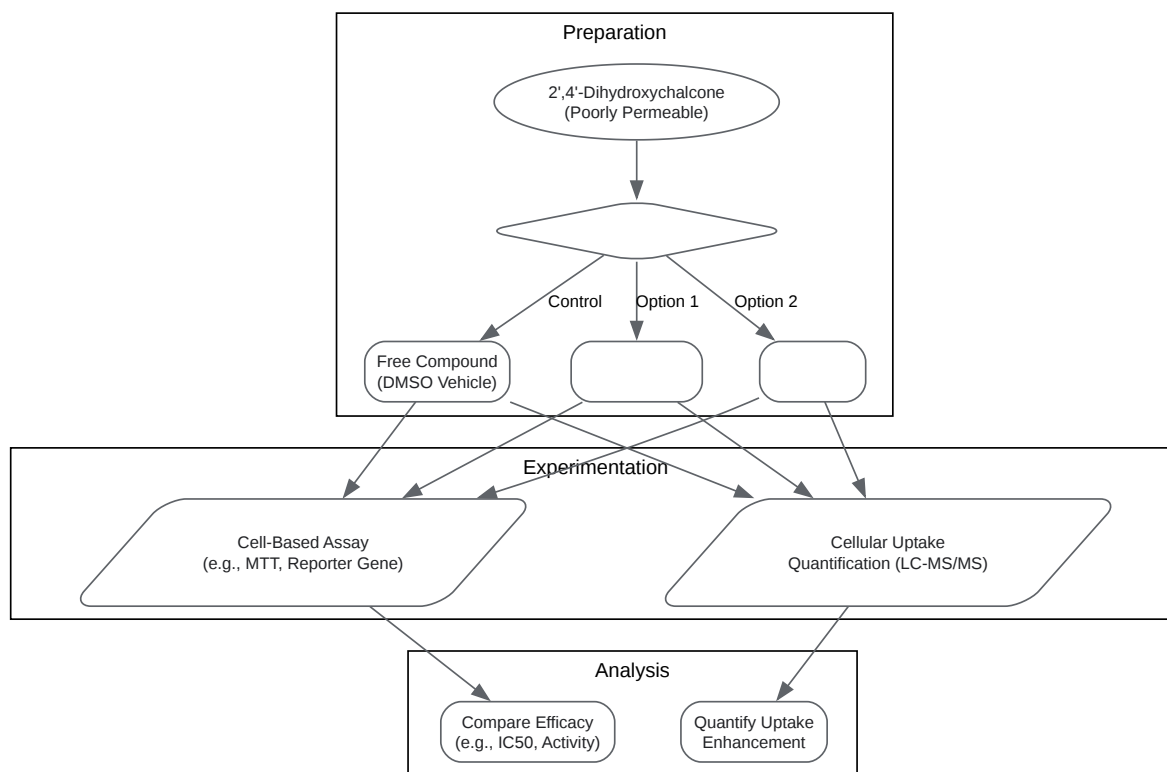 Preparation
2',4'-Dihydroxychalcone
(Poorly Permeable)
Control
Option 1
Option 2
Free Compound
(DMSO Vehicle)
Experimentation
Cell-Based Assay
(e.g., MTT, Reporter Gene)
Cellular Uptake
Quantification (LC-MS/MS)
Analysis
Compare Efficacy
(e.g., IC50, Activity)
Quantify Uptake
Enhancement